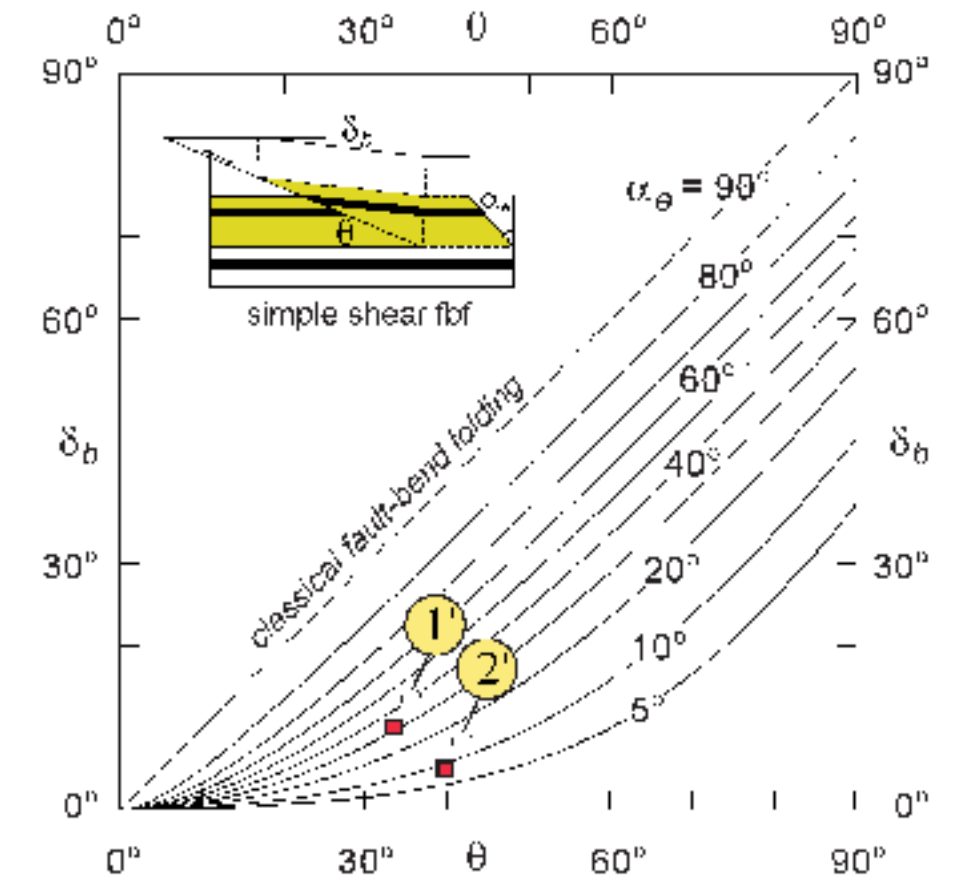 0° 30° θ 60° 90°
90° 90°
δb
αe = 90°
θ
80°
simple shear fbf
60° 60°
60°
classical fault-bend folding
δb 40° δb
30° 20° 30°
1'
2' 10°
5°
0° 0°
0° 30° θ 60° 90°